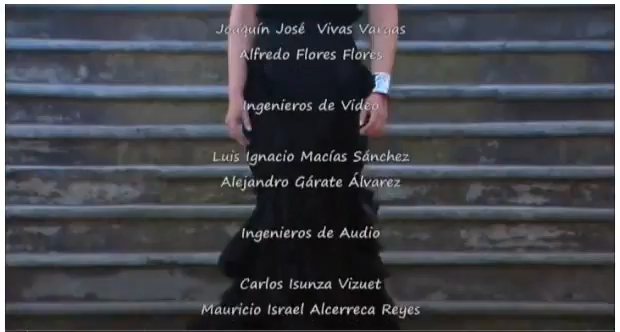 Joaquín José Vivas Vargas
Alfredo Flores Flores
Ingenieros de Video
Luis Ignacio Macías Sánchez
Alejandro Gárate Álvarez
Ingenieros de Audio
Carlos Isunza Vizuet
Mauricio Israel Alcerreca Reyes